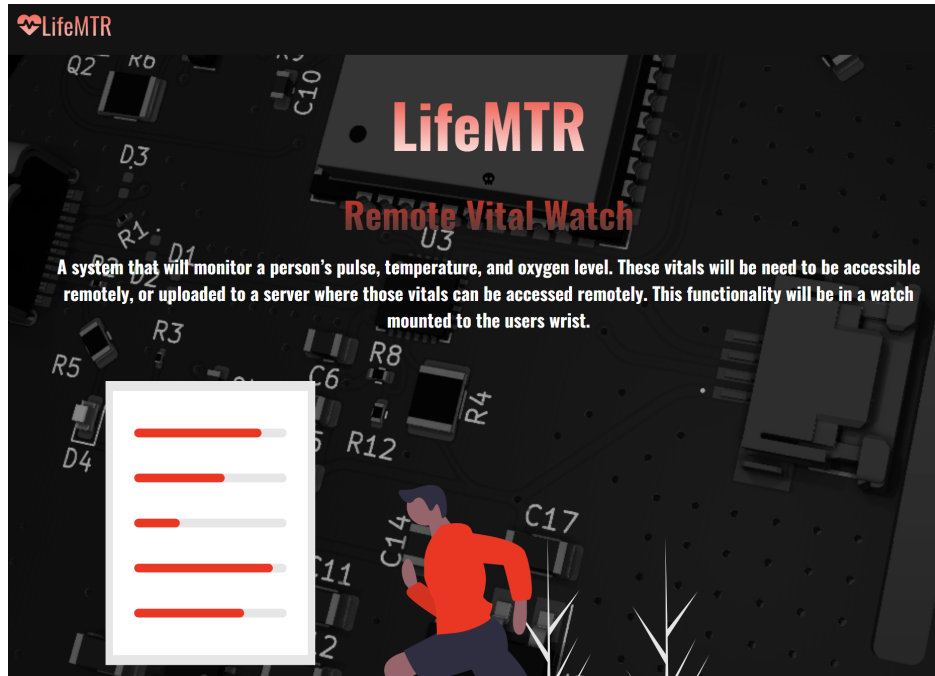 LifeMTR
Q2
R6
C10
LifeMTR
D3
Remote Vital Watch
R1
U3
D1
R2
D2
A system that will monitor a person’s pulse, temperature, and oxygen level. These vitals will be need to be accessible
remotely, or uploaded to a server where those vitals can be accessed remotely. This functionality will be in a watch
mounted to the users wrist.
R3
R8
R5
C6
R4
R12
D4
C17
C14